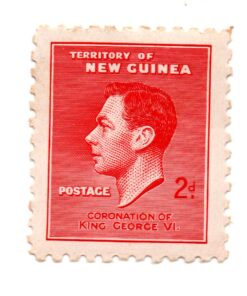 TERRITORY OF
NEW GUINEA
POSTAGE
2d.
CORONATION OF
KING GEORGE VI.